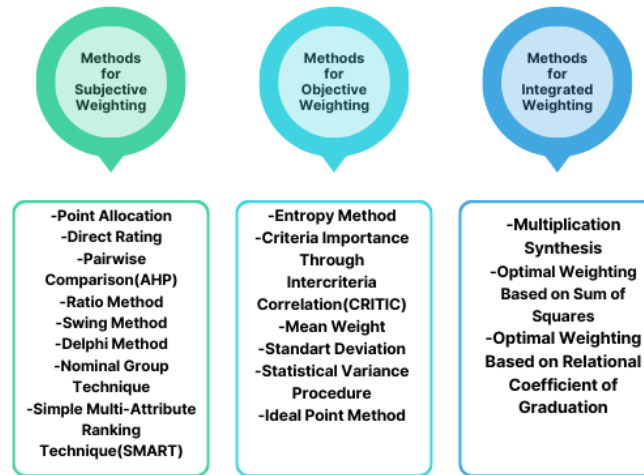 Methods
for
Subjective
Weighting
Methods
for
Objective
Weighting
Methods
for
Integrated
Weighting
-Point Allocation
-Direct Rating
-Pairwise
Comparison(AHP)
-Ratio Method
-Swing Method
-Delphi Method
-Nominal Group
Technique
-Simple Multi-Attribute
Ranking
Technique(SMART)
-Entropy Method
-Criteria Importance
Through
Intercriteria
Correlation(CRITIC)
-Mean Weight
-Standart Deviation
-Statistical Variance
Procedure
-Ideal Point Method
-Multiplication
Synthesis
-Optimal Weighting
Based on Sum of
Squares
-Optimal Weighting
Based on Relational
Coefficient of
Graduation